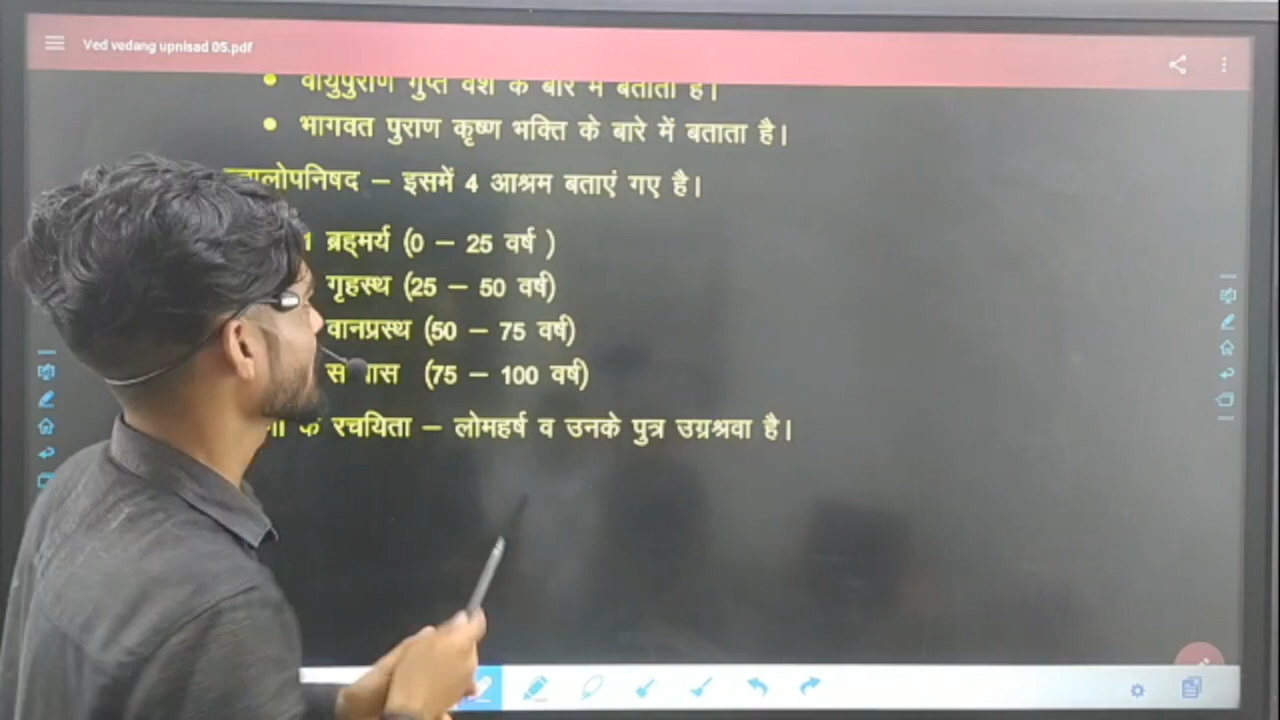 Ved vedang upnisad 05.pdf
वायुपुराण गुप्त वंश के बारे में बताता है।
भागवत पुराण कृष्ण भक्ति के बारे में बताता है।
– इसमें 4 आश्रम बताएं गए है।
1 ब्रह्मर्य (0 – 25 वर्ष )
गृहस्थ (25 – 50 वर्ष)
वानप्रस्थ (50 – 75 वर्ष)
(75 – 100 वर्ष)
रचयिता – लोमहर्ष व उनके पुत्र उग्रश्रवा है।